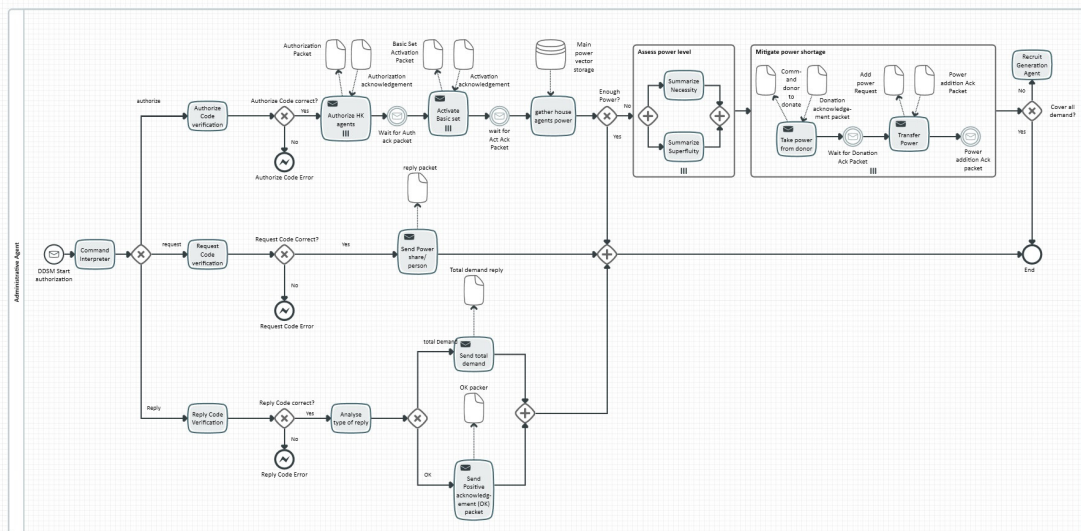 Administrative Agent
DDSM Start
authorization
Command
Interpreter
authorize
Authorize
Code
verification
Authorize Code correct?
Yes
No
Authorize Code Error
Authorization
Packet
Authorization
acknowledgement
Authorize HK
agents
Wait for Auth
ack packet
Basic Set
Activation
Packet
Activation
acknowledgement
Activate
Basic set
wait for
Act Ack
Packet
Main
power
vector
storage
gather house
agents power
Enough
Power?
No
Yes
Assess power level
Summarize
Necessity
Summarize
Superfluity
Mitigate power shortage
Comm-
and
donor
to
donate
Donation
acknowledge-
ment packet
Take power
from donor
Wait for Donation
Ack Packet
Add
power
Request
Power
addition Ack
Packet
Transfer
Power
Power
addition Ack
packet
Recruit
Generation
Agent
No
Cover all
demand?
Yes
End
request
Request
Code
verification
Request Code Correct?
Yes
No
Request Code Error
reply packet
Send Power
share/
person
Total demand reply
total Demand
Send total
demand
Reply
Reply Code
Verification
Reply Code correct?
Yes
No
Reply Code Error
Analyse
type of reply
OK packer
OK
Send
Positive
acknowledg-
ement (OK)
packet